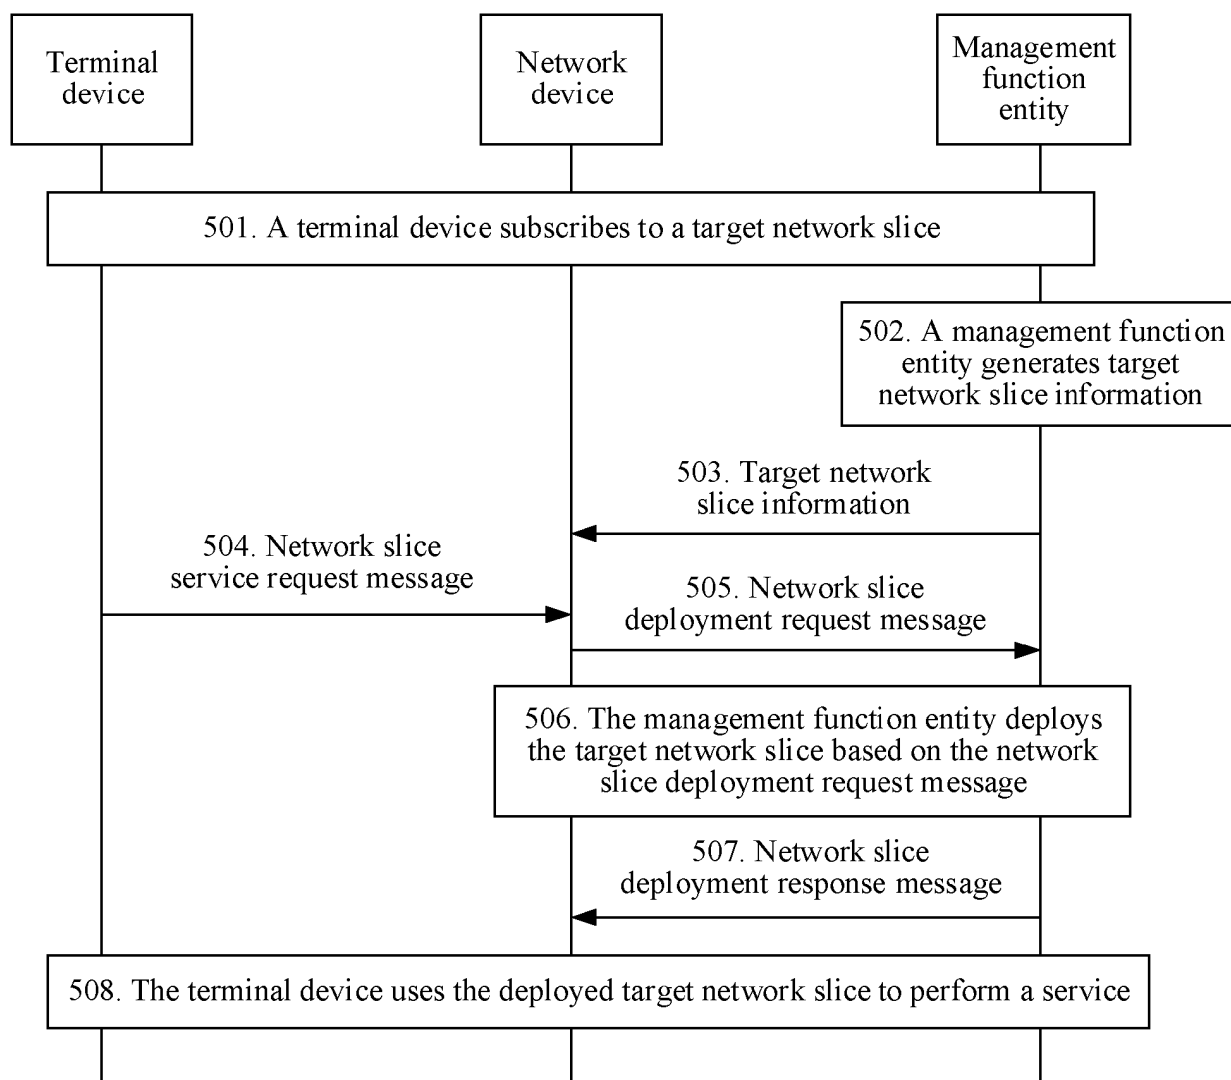 Terminal
device
Network
device
Management
function
entity
501. A terminal device subscribes to a target network slice
502. A management function
entity generates target
network slice information
503. Target network
slice information
504. Network slice
service request message
505. Network slice
deployment request message
506. The management function entity deploys
the target network slice based on the network
slice deployment request message
507. Network slice
deployment response message
508. The terminal device uses the deployed target network slice to perform a service